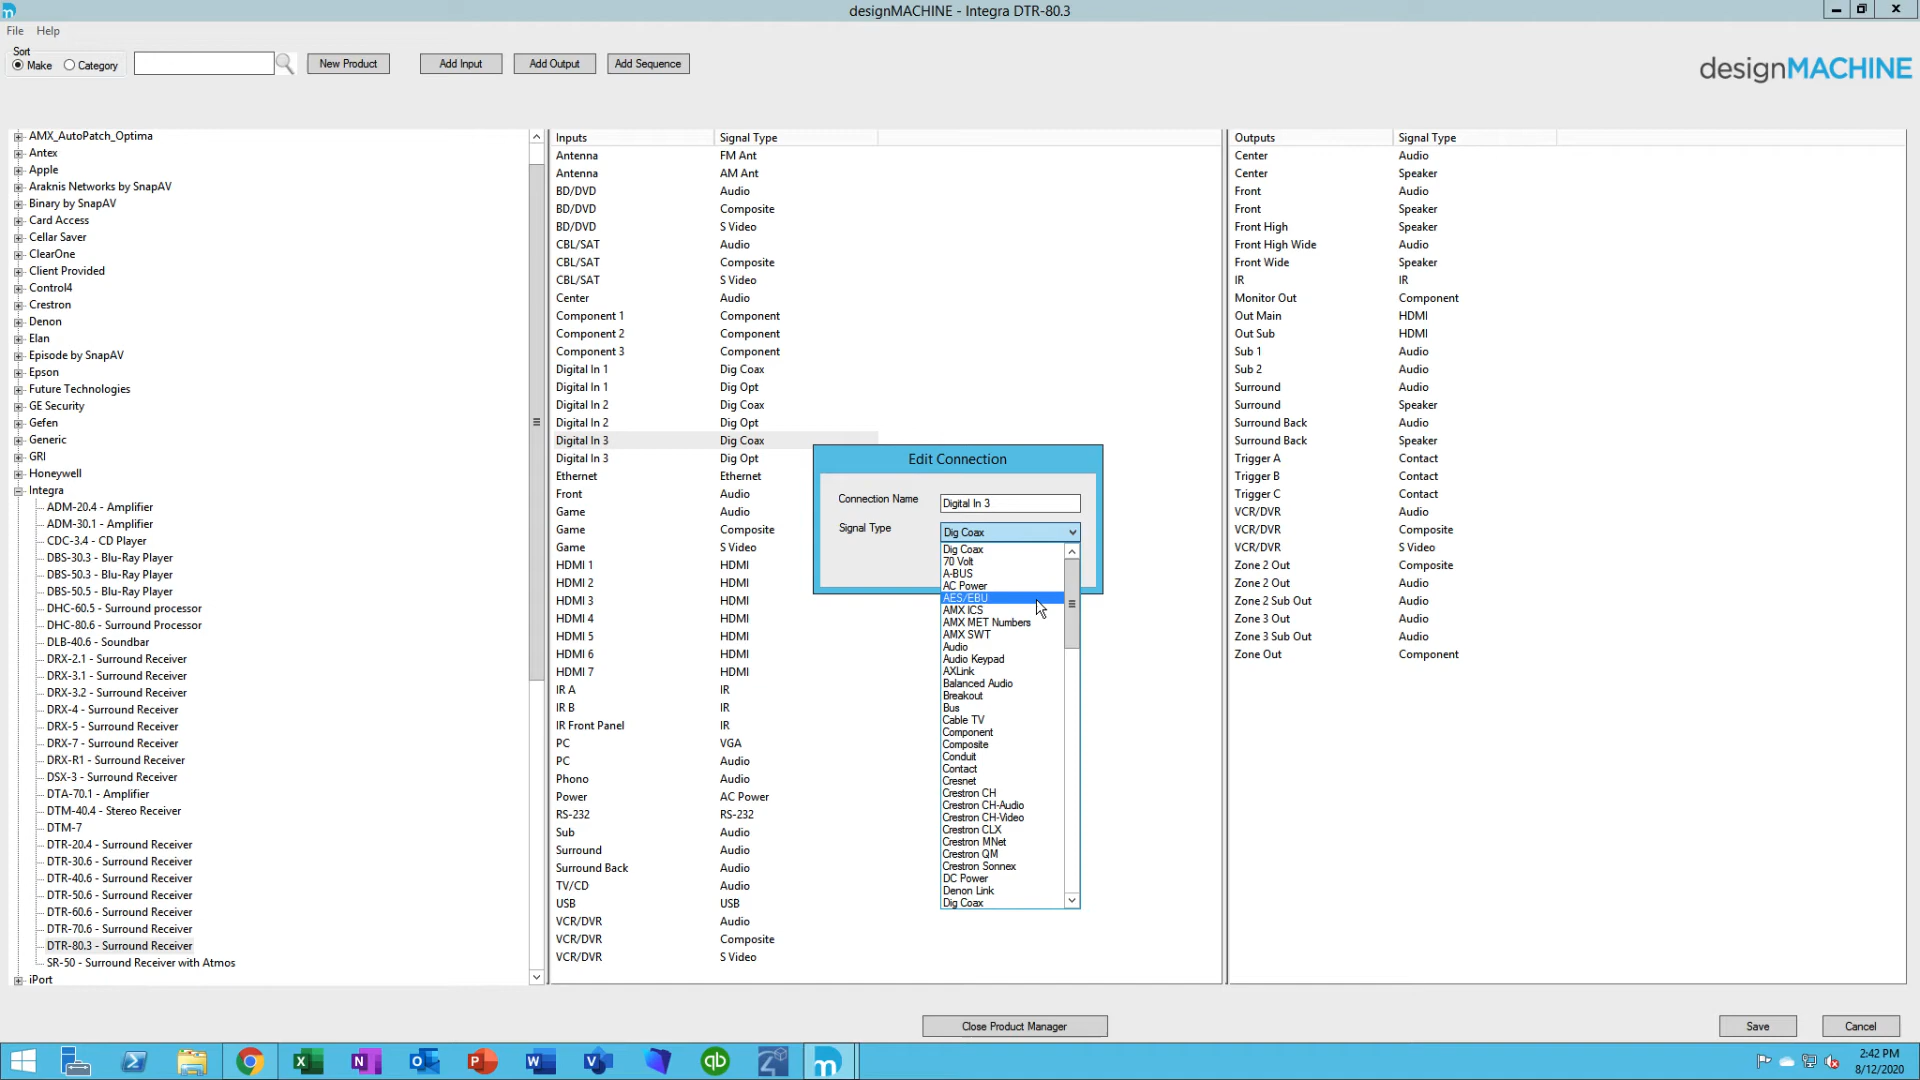 designMACHINE - Integra DTR-80.3
File Help
Sort
Make Category New Product Add Input Add Output Add Sequence
designMACHINE
AMX_AutoPatch_Optima
Antex
Apple
Araknis Networks by SnapAV
Binary by SnapAV
Card Access
Cellar Saver
ClearOne
Client Provided
Control4
Crestron
Denon
Elan
Episode by SnapAV
Epson
Future Technologies
GE Security
Gefen
Generic
GRI
Honeywell
Integra
ADM-20.4 - Amplifier
ADM-30.1 - Amplifier
CDC-3.4 - CD Player
DBS-30.3 - Blu-Ray Player
DBS-50.3 - Blu-Ray Player
DBS-50.5 - Blu-Ray Player
DHC-60.5 - Surround processor
DHC-80.6 - Surround Processor
DLB-40.6 - Soundbar
DRX-2.1 - Surround Receiver
DRX-3.1 - Surround Receiver
DRX-3.2 - Surround Receiver
DRX-4 - Surround Receiver
DRX-5 - Surround Receiver
DRX-7 - Surround Receiver
DRX-R1 - Surround Receiver
DSX-3 - Surround Receiver
DTA-70.1 - Amplifier
DTM-40.4 - Stereo Receiver
DTM-7
DTR-20.4 - Surround Receiver
DTR-30.6 - Surround Receiver
DTR-40.6 - Surround Receiver
DTR-50.6 - Surround Receiver
DTR-60.6 - Surround Receiver
DTR-70.6 - Surround Receiver
DTR-80.3 - Surround Receiver
SR-50 - Surround Receiver with Atmos
iPort
Inputs Signal Type
Antenna FM Ant
Antenna AM Ant
BD/DVD Audio
BD/DVD Composite
BD/DVD S Video
CBL/SAT Audio
CBL/SAT Composite
CBL/SAT S Video
Center Audio
Component 1 Component
Component 2 Component
Component 3 Component
Digital In 1 Dig Coax
Digital In 1 Dig Opt
Digital In 2 Dig Coax
Digital In 2 Dig Opt
Digital In 3 Dig Coax
Digital In 3 Dig Opt
Ethernet Ethernet
Front Audio
Game Audio
Game Composite
Game S Video
HDMI 1 HDMI
HDMI 2 HDMI
HDMI 3 HDMI
HDMI 4 HDMI
HDMI 5 HDMI
HDMI 6 HDMI
HDMI 7 HDMI
IR A IR
IR B IR
IR Front Panel IR
PC VGA
PC Audio
Phono Audio
Power AC Power
RS-232 RS-232
Sub Audio
Surround Audio
Surround Back Audio
TV/CD Audio
USB USB
VCR/DVR Audio
VCR/DVR Composite
VCR/DVR S Video
Edit Connection
Connection Name Digital In 3
Signal Type Dig Coax
Dig Coax
70 Volt
A-BUS
AC Power
AES/EBU
AMX ICS
AMX MET Numbers
AMX SWT
Audio
Audio Keypad
AXLink
Balanced Audio
Breakout
Bus
Cable TV
Component
Composite
Conduit
Contact
Cresnet
Crestron CH
Crestron CH-Audio
Crestron CH-Video
Crestron CLX
Crestron MNet
Crestron QM
Crestron Sonnex
DC Power
Denon Link
Dig Coax
Outputs Signal Type
Center Audio
Center Speaker
Front Audio
Front Speaker
Front High Speaker
Front High Wide Audio
Front Wide Speaker
IR IR
Monitor Out Component
Out Main HDMI
Out Sub HDMI
Sub 1 Audio
Sub 2 Audio
Surround Audio
Surround Speaker
Surround Back Audio
Surround Back Speaker
Trigger A Contact
Trigger B Contact
Trigger C Contact
VCR/DVR Audio
VCR/DVR Composite
VCR/DVR S Video
Zone 2 Out Composite
Zone 2 Out Audio
Zone 2 Sub Out Audio
Zone 3 Out Audio
Zone 3 Sub Out Audio
Zone Out Component
Close Product Manager Save Cancel
2:42 PM
8/12/2020